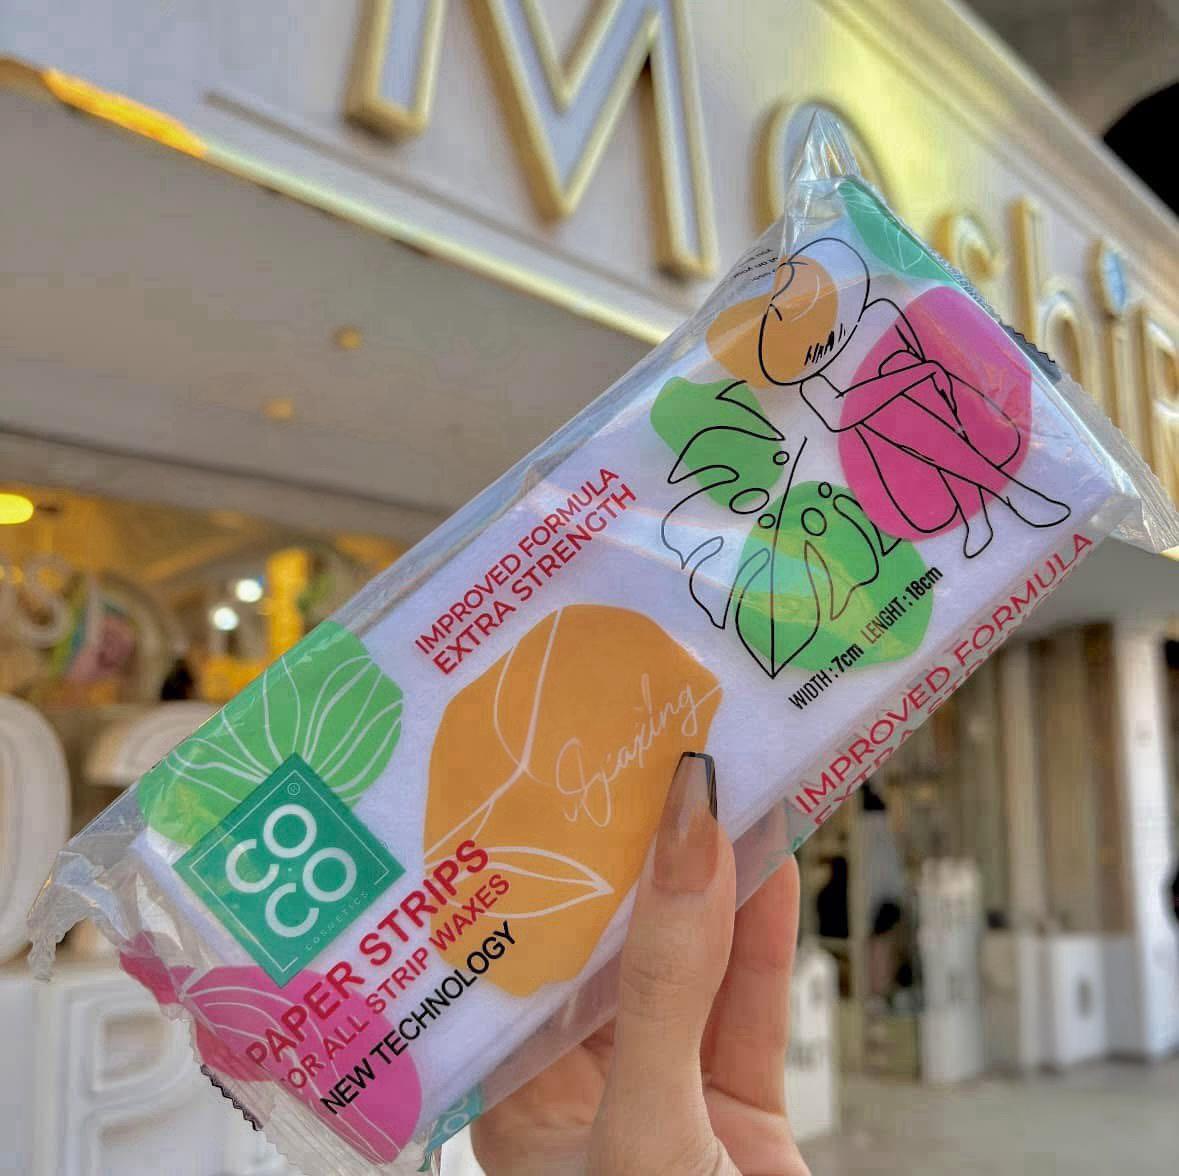 IMPROVED FORMULA
EXTRA STRENGTH
Waxing
WIDTH : 7cm LENGHT : 18cm
IMPROVED FORMULA
CO
CO
®
COSMETICS
PAPER STRIPS
FOR ALL STRIP WAXES
NEW TECHNOLOGY